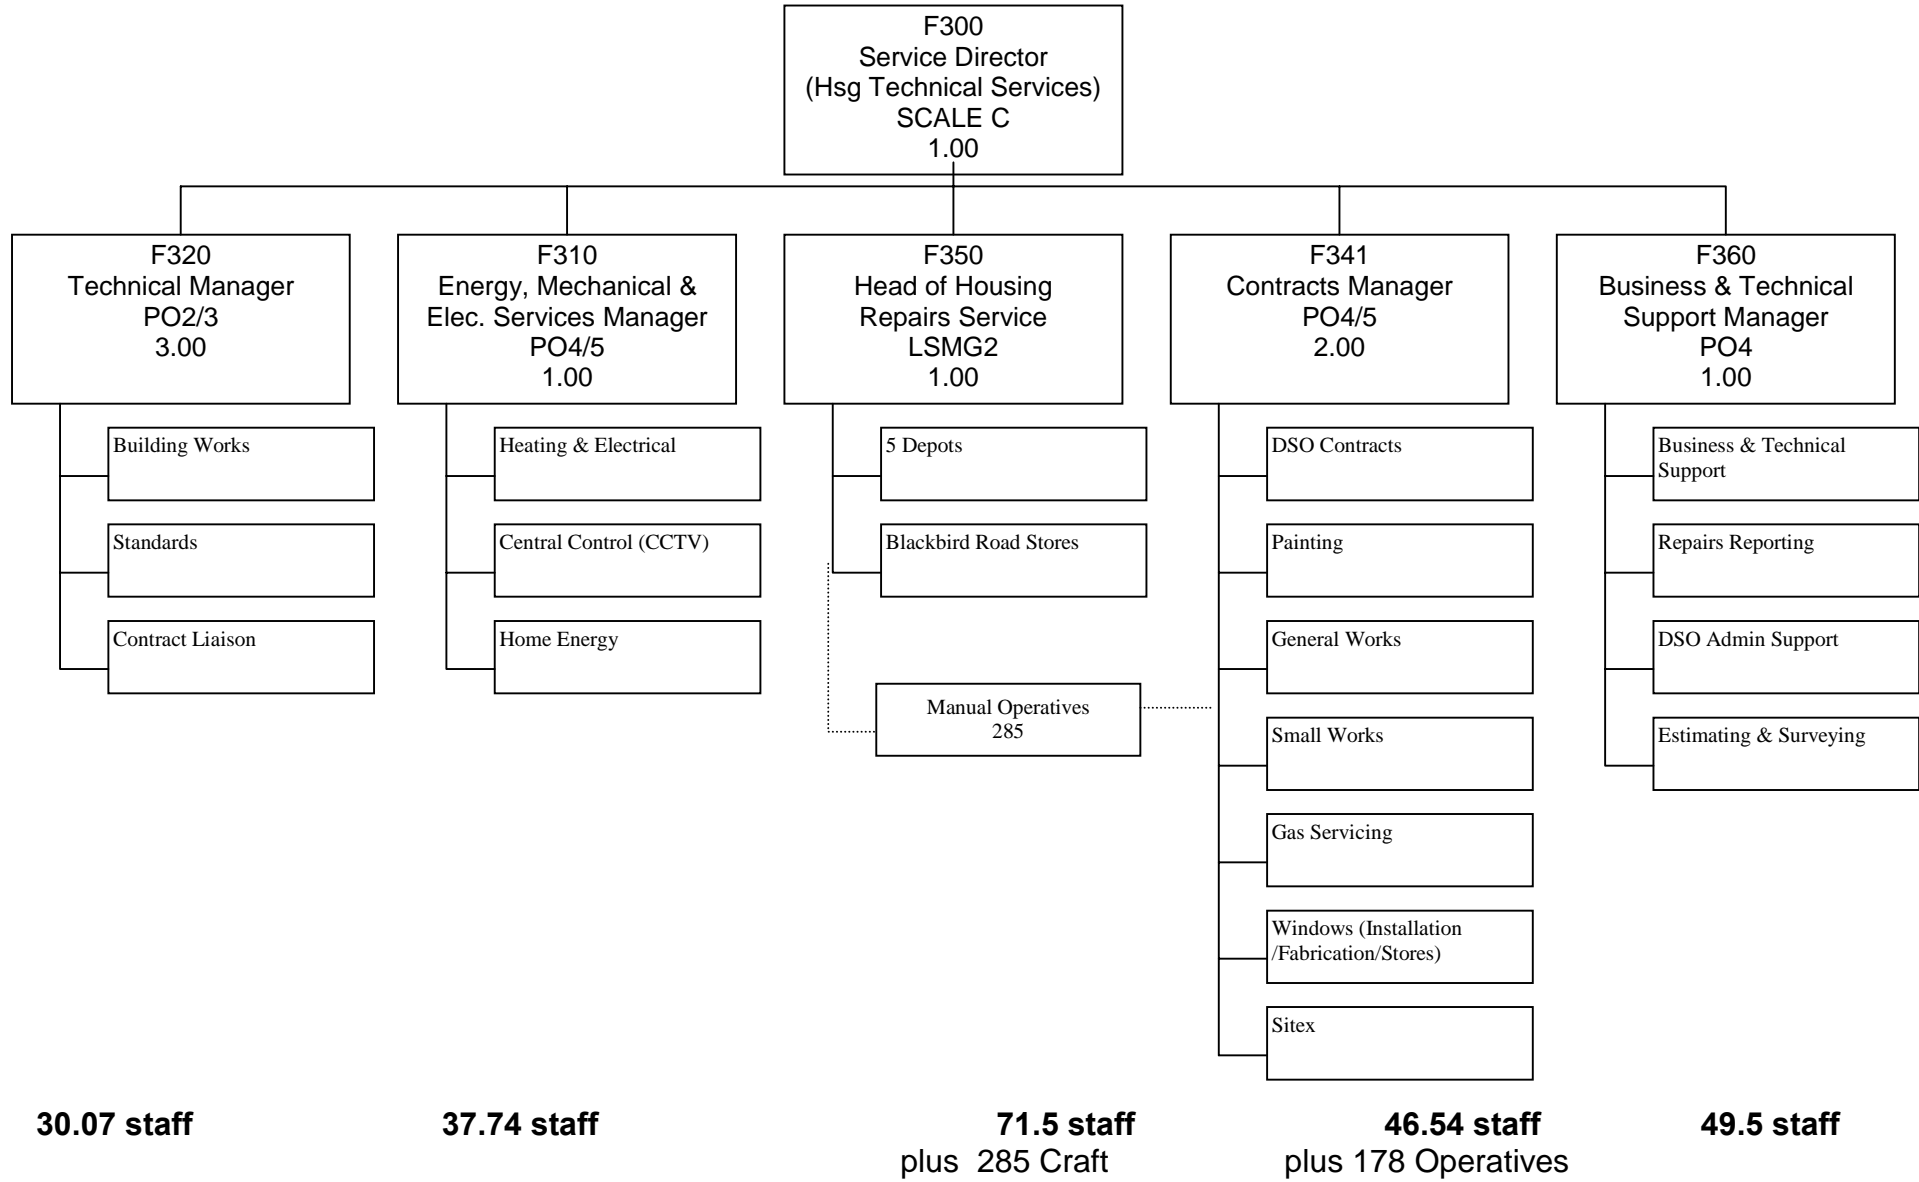 F300
Service Director
(Hsg Technical Services)
SCALE C
1.00
F320
Technical Manager
PO2/3
3.00
F310
Energy, Mechanical &
Elec. Services Manager
PO4/5
1.00
F350
Head of Housing
Repairs Service
LSMG2
1.00
F341
Contracts Manager
PO4/5
2.00
F360
Business & Technical
Support Manager
PO4
1.00
Building Works
Standards
Contract Liaison
Heating & Electrical
Central Control (CCTV)
Home Energy
5 Depots
Blackbird Road Stores
Manual Operatives
285
DSO Contracts
Painting
General Works
Small Works
Gas Servicing
Windows (Installation
/Fabrication/Stores)
Sitex
Business & Technical
Support
Repairs Reporting
DSO Admin Support
Estimating & Surveying
30.07 staff
37.74 staff
71.5 staff
plus 285 Craft
46.54 staff
plus 178 Operatives
49.5 staff